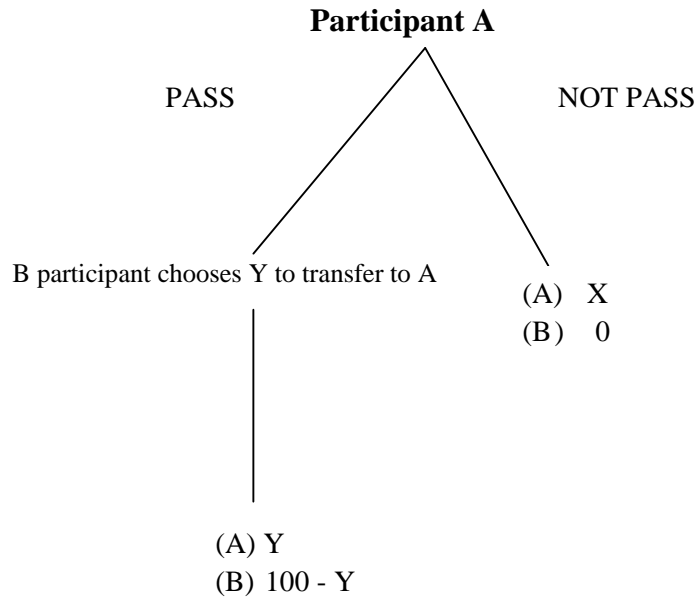 Participant A
PASS
NOT PASS
B participant chooses Y to transfer to A
(A) X
(B) 0
(A) Y
(B) 100 - Y